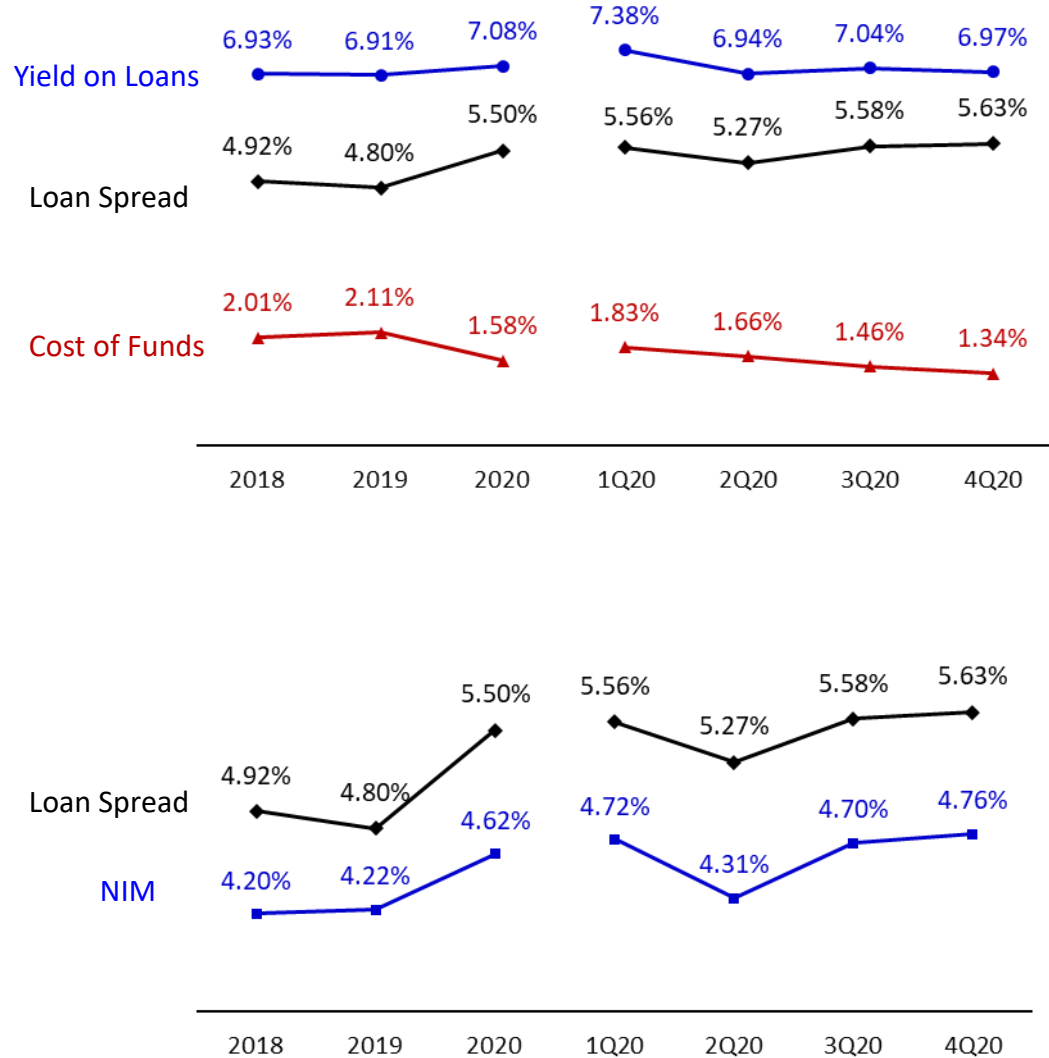 6.93% 6.91% 7.08% 7.38% 6.94% 7.04% 6.97%
Yield on Loans
4.92% 4.80% 5.50% 5.56% 5.27% 5.58% 5.63%
Loan Spread
2.01% 2.11% 1.58% 1.83% 1.66% 1.46% 1.34%
Cost of Funds
2018 2019 2020 1Q20 2Q20 3Q20 4Q20
4.92% 4.80% 5.50% 5.56% 5.27% 5.58% 5.63%
Loan Spread
4.20% 4.22% 4.62% 4.72% 4.31% 4.70% 4.76%
NIM
2018 2019 2020 1Q20 2Q20 3Q20 4Q20